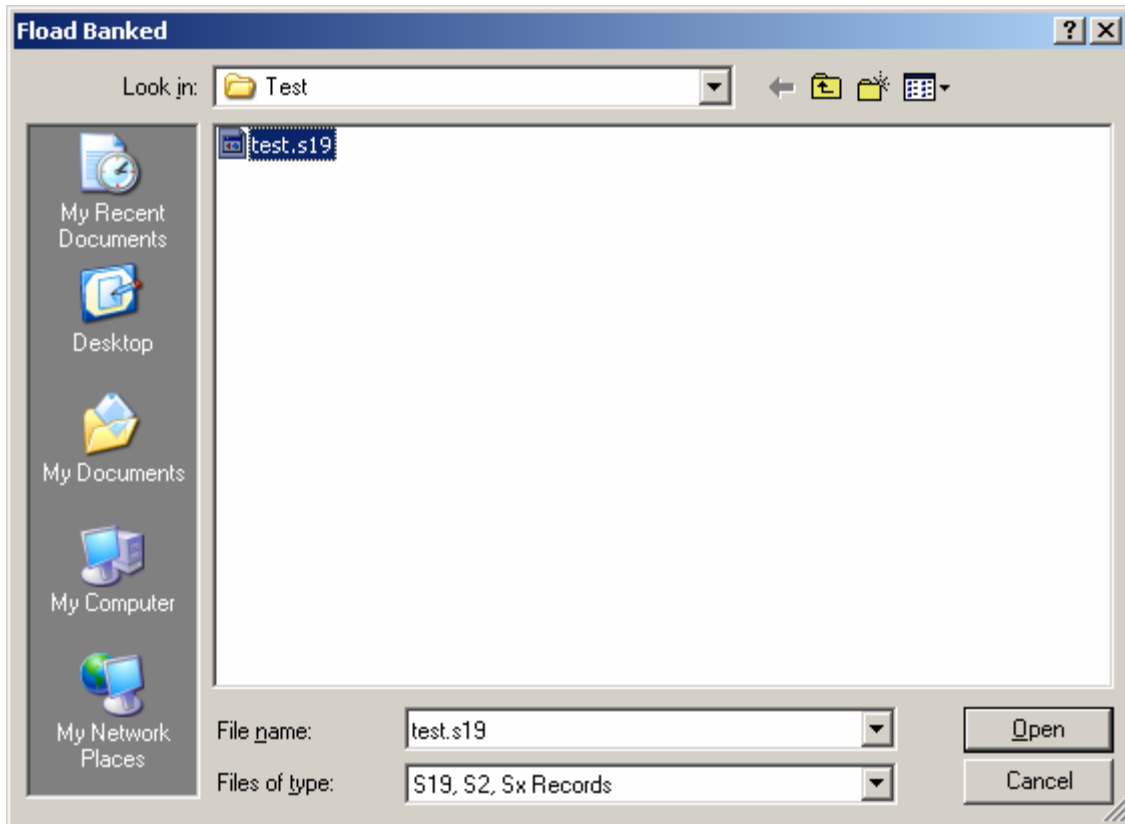 Fload Banked
Look in:
Test
test.s19
My Recent
Documents
Desktop
My Documents
My Computer
My Network
Places
File name:
test.s19
Open
Files of type:
S19, S2, Sx Records
Cancel